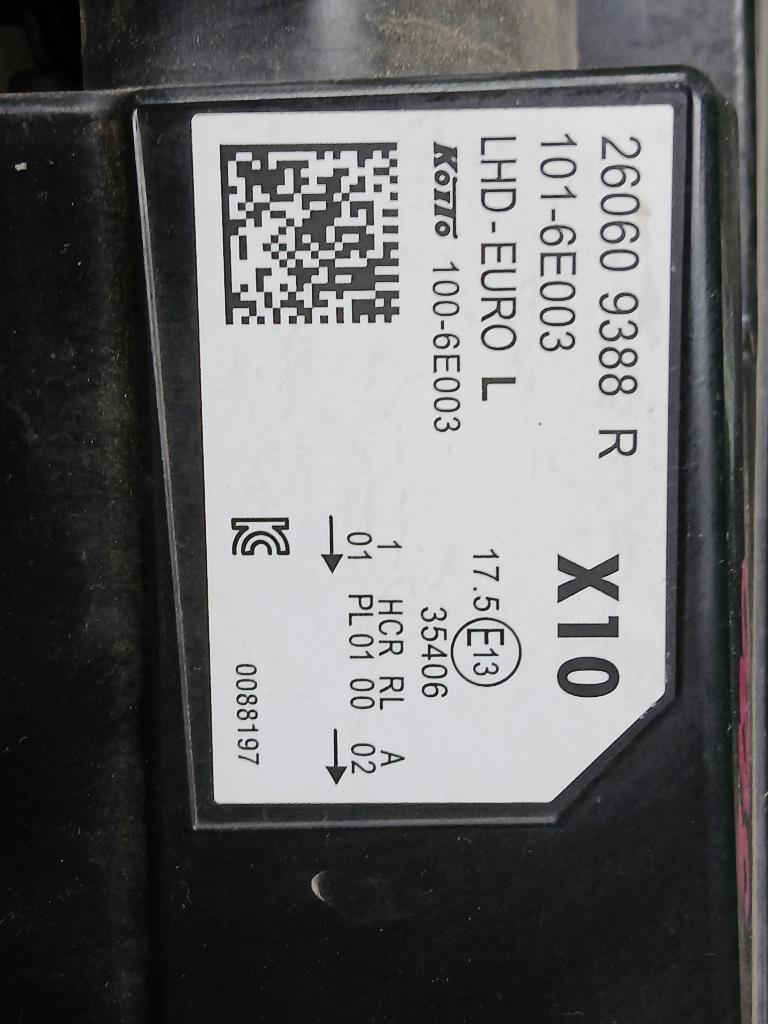 26060 9388 R
101-6E003
X10
LHD-EURO L
KOITO 100-6E003
17.5 E13
35406
1 HCR RL A
01 PL01 00 02
0088197